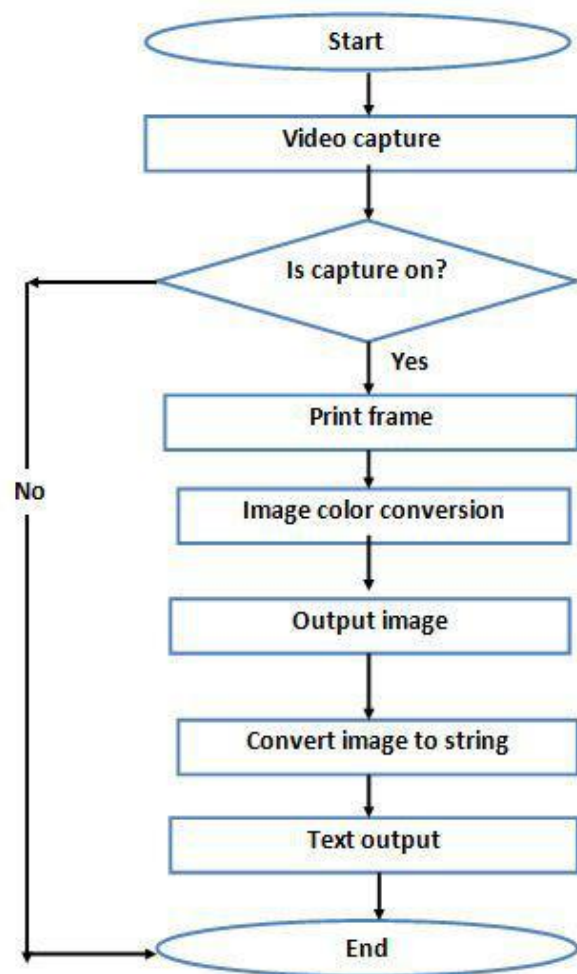 Start
Video capture
Is capture on?
Yes
Print frame
No
Image color conversion
Output image
Convert image to string
Text output
End